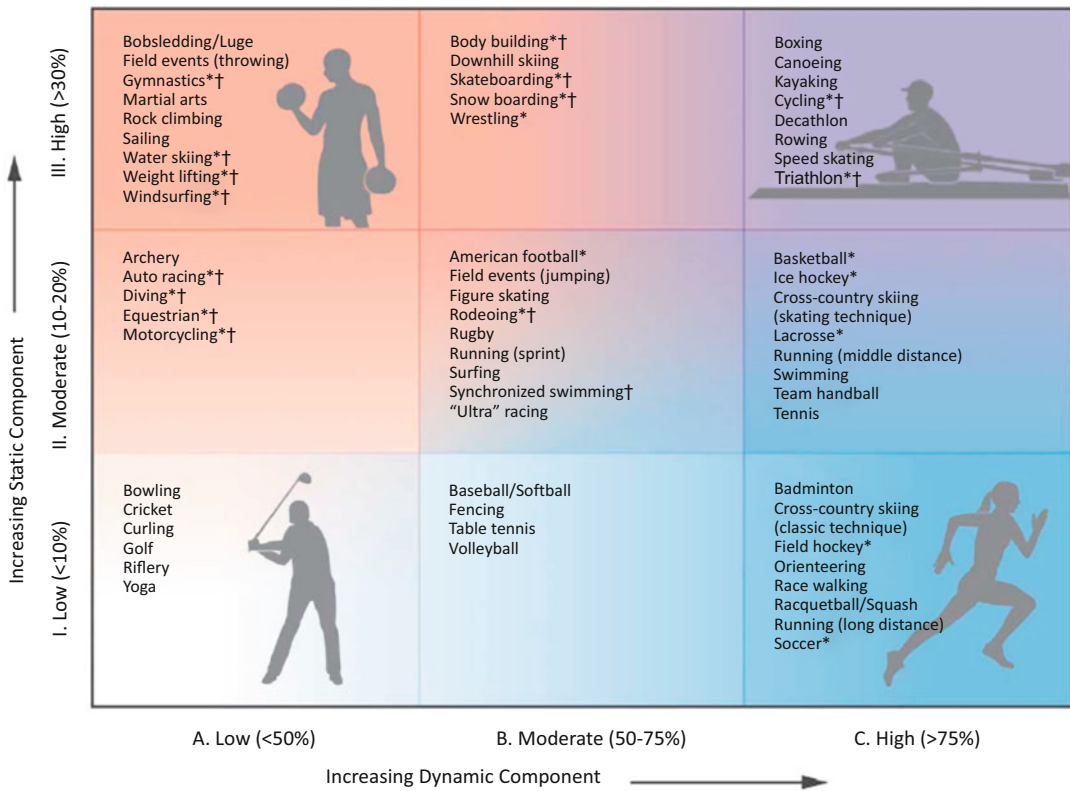 Increasing Static Component
III. High (>30%)
Bobsledding/Luge
Field events (throwing)
Gymnastics*†
Martial arts
Rock climbing
Sailing
Water skiing*†
Weight lifting*†
Windsurfing*†
Body building*†
Downhill skiing
Skateboarding*†
Snow boarding*†
Wrestling*
Boxing
Canoeing
Kayaking
Cycling*†
Decathlon
Rowing
Speed skating
Triathlon*†
II. Moderate (10-20%)
Archery
Auto racing*†
Diving*†
Equestrian*†
Motorcycling*†
American football*
Field events (jumping)
Figure skating
Rodeoing*†
Rugby
Running (sprint)
Surfing
Synchronized swimming†
“Ultra” racing
Basketball*
Ice hockey*
Cross-country skiing
(skating technique)
Lacrosse*
Running (middle distance)
Swimming
Team handball
Tennis
I. Low (<10%)
Bowling
Cricket
Curling
Golf
Riflery
Yoga
Baseball/Softball
Fencing
Table tennis
Volleyball
Badminton
Cross-country skiing
(classic technique)
Field hockey*
Orienteering
Race walking
Racquetball/Squash
Running (long distance)
Soccer*
A. Low (<50%)
B. Moderate (50-75%)
C. High (>75%)
Increasing Dynamic Component